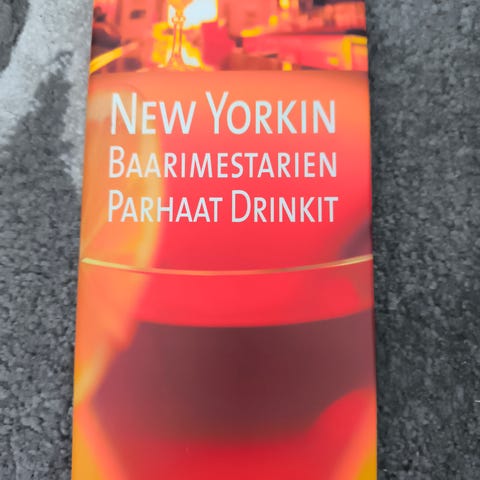 New Yorkin
Baarimestarien
Parhaat Drinkit